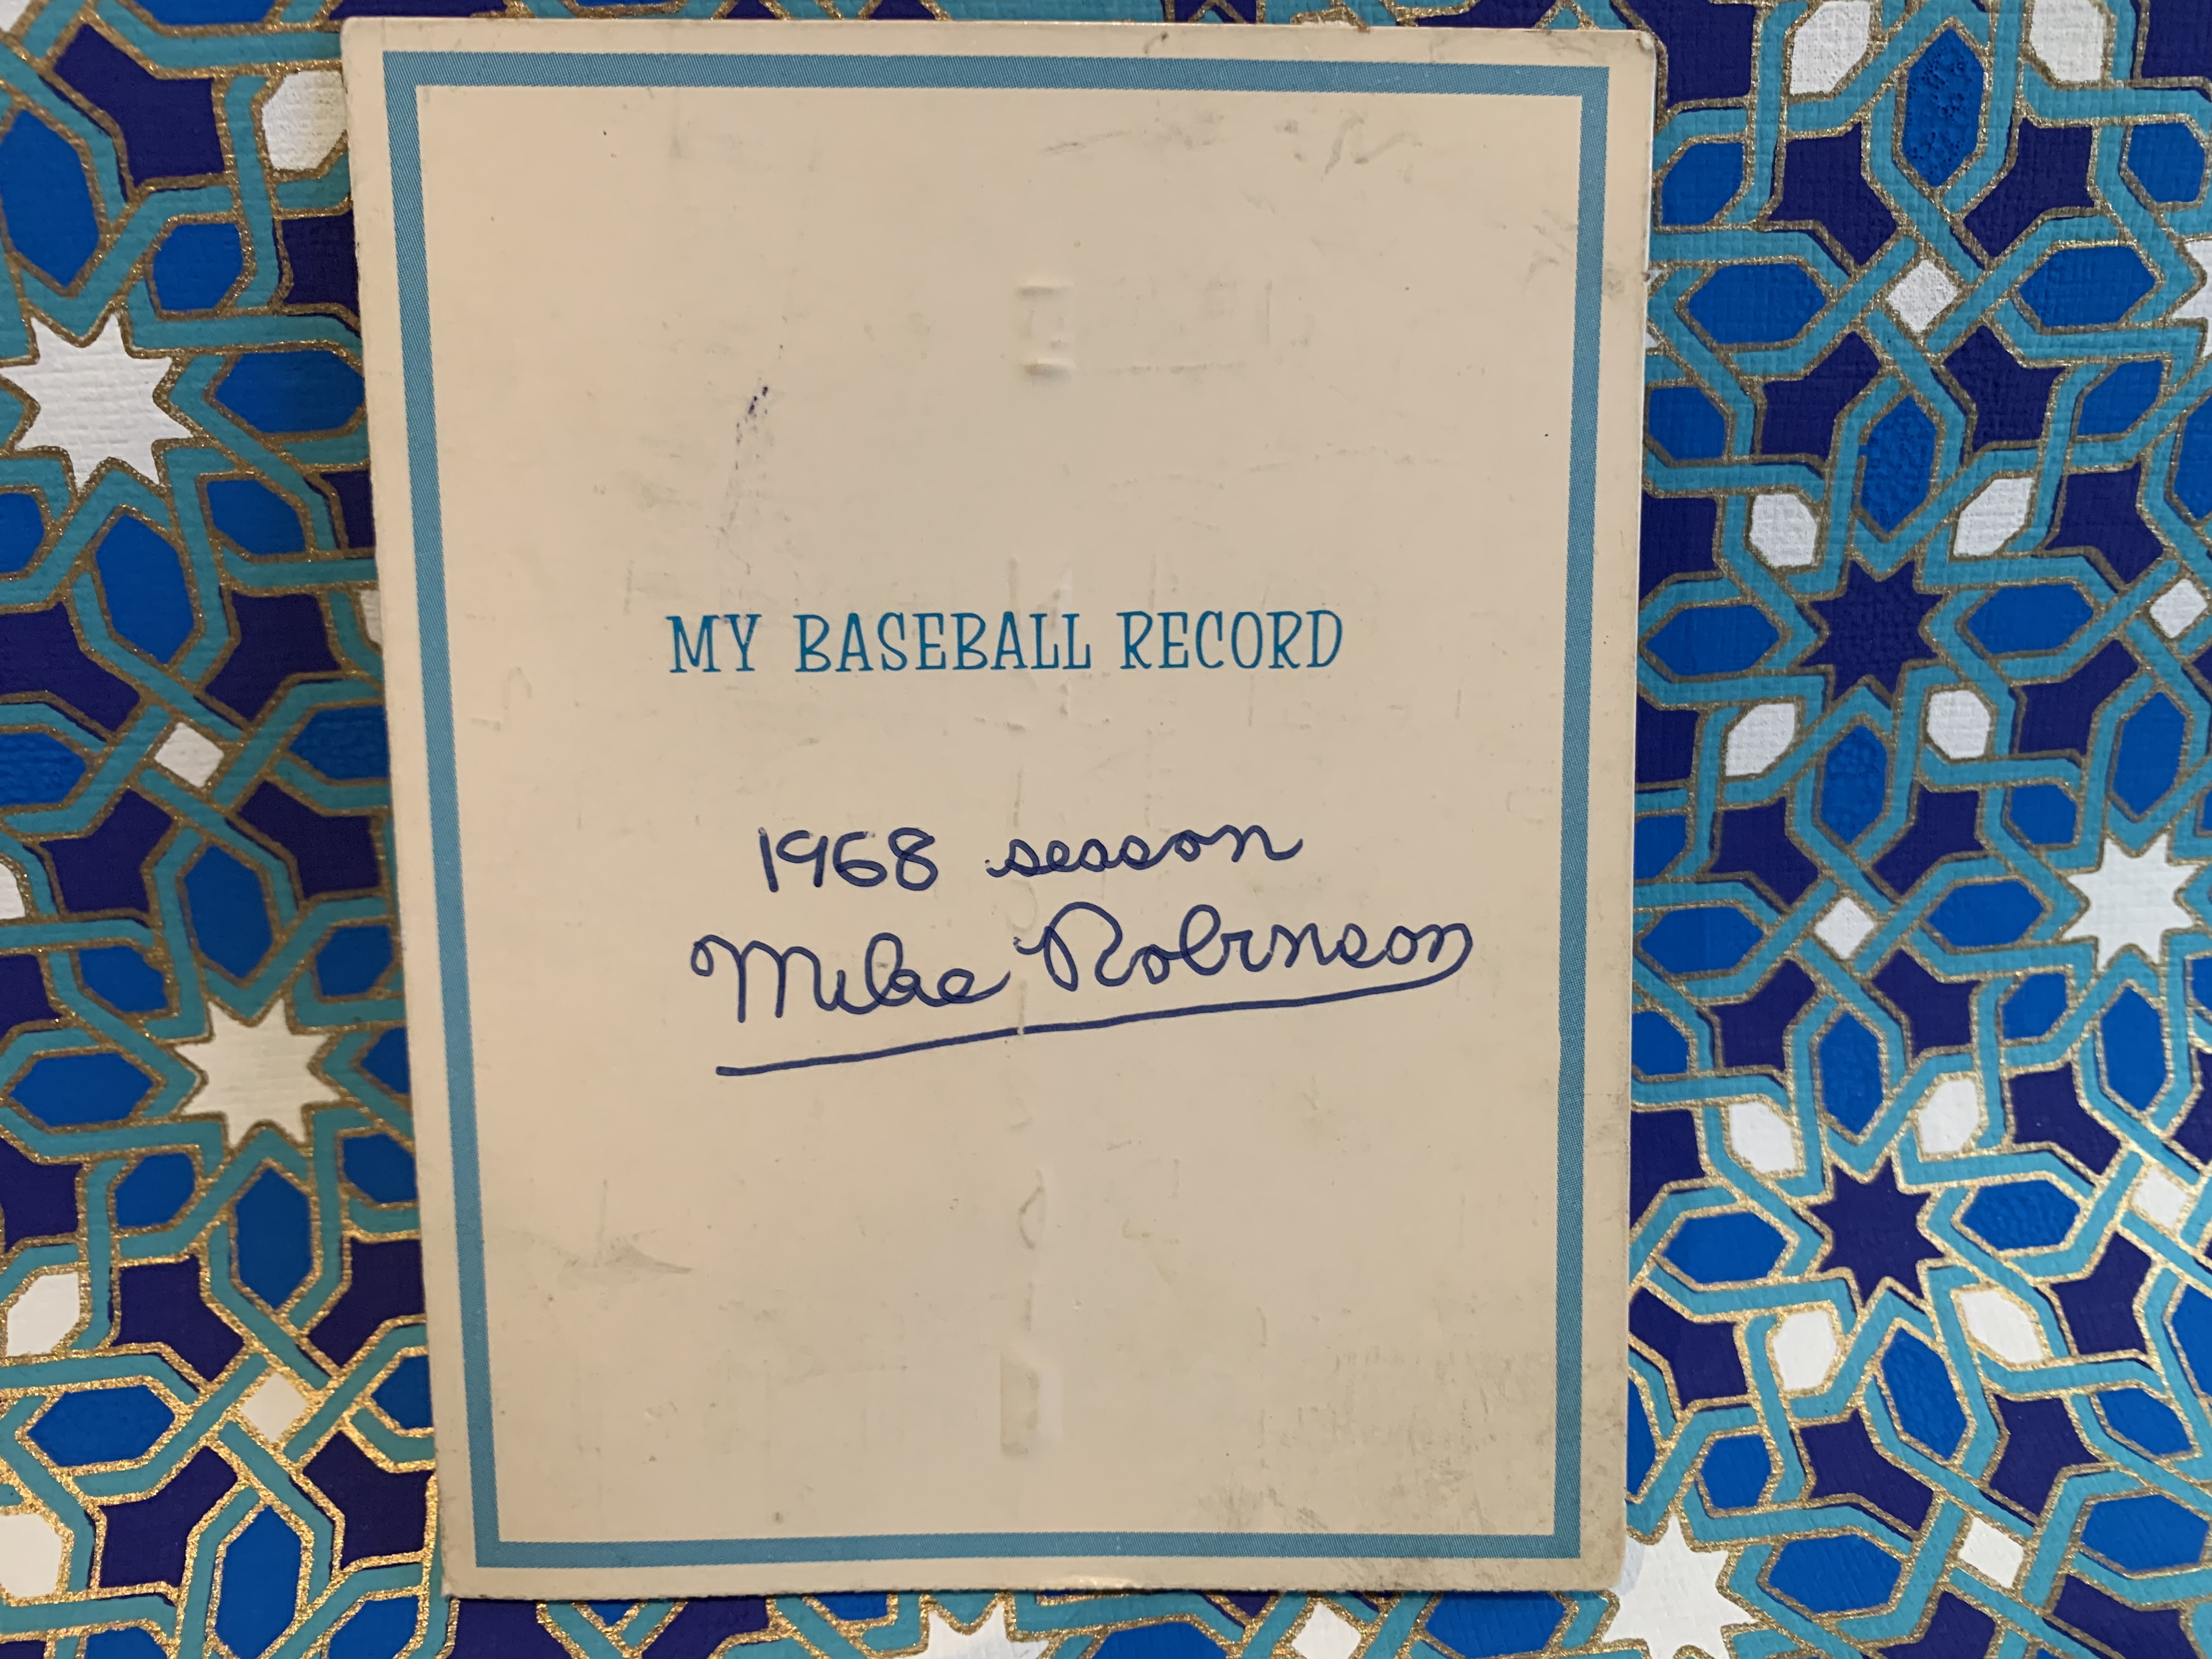 MY BASEBALL RECORD
1968 season
Mike Robinson